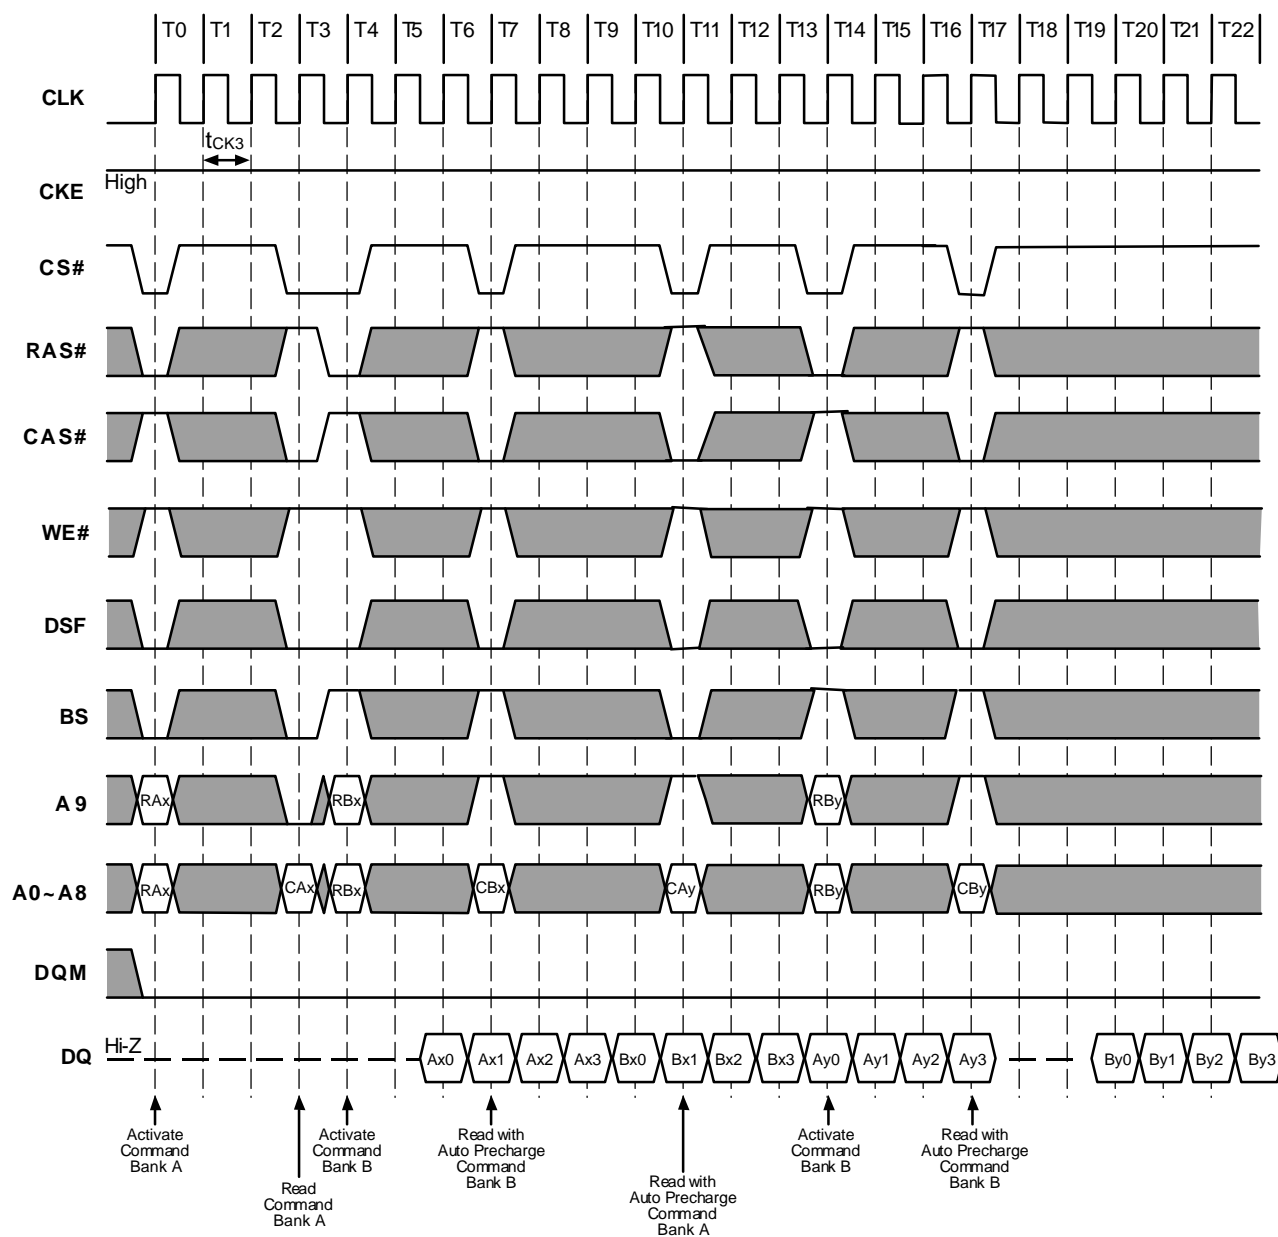 T0 T1 T2 T3 T4 T5 T6 T7 T8 T9 T10 T11 T12 T13 T14 T15 T16 T17 T18 T19 T20 T21 T22
CLK
tCK3
High
CKE
CS#
RAS#
CAS#
WE#
DSF
BS
A9 RAx RBx RBy
A0~A8 RAx CAx RBx CBx CAy RBy CBy
DQM
Hi-Z
DQ Ax0 Ax1 Ax2 Ax3 Bx0 Bx1 Bx2 Bx3 Ay0 Ay1 Ay2 Ay3 By0 By1 By2 By3
Activate
Command
Bank A
Read
Command
Bank A
Activate
Command
Bank B
Read with
Auto Precharge
Command
Bank B
Read with
Auto Precharge
Command
Bank A
Activate
Command
Bank B
Read with
Auto Precharge
Command
Bank B